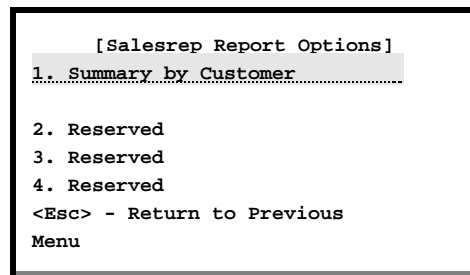 [Salesrep Report Options]
1. Summary by Customer
2. Reserved
3. Reserved
4. Reserved
<Esc> - Return to Previous
Menu